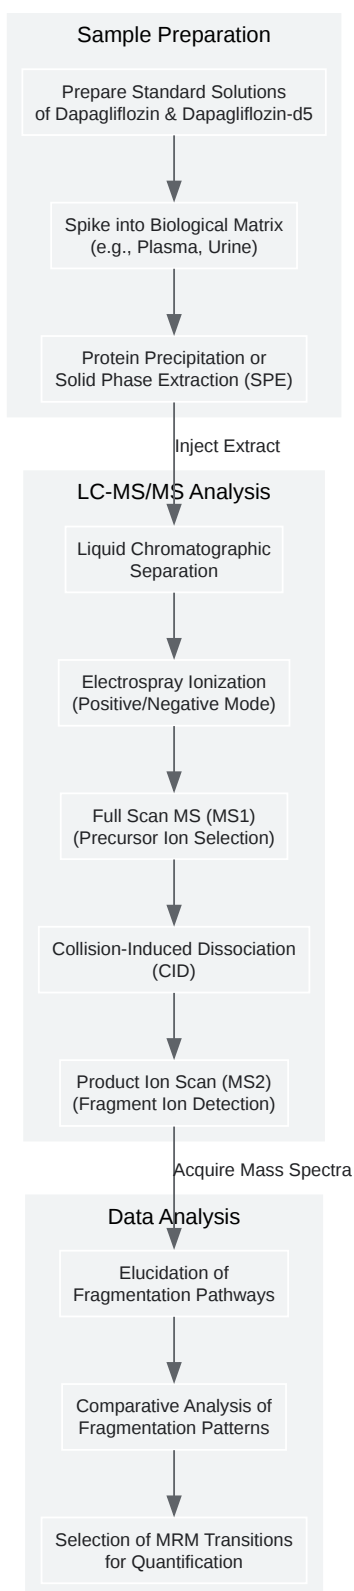 Sample Preparation
Prepare Standard Solutions
of Dapagliflozin & Dapagliflozin-d5
Spike into Biological Matrix
(e.g., Plasma, Urine)
Protein Precipitation or
Solid Phase Extraction (SPE)
Inject Extract
LC-MS/MS Analysis
Liquid Chromatographic
Separation
Electrospray Ionization
(Positive/Negative Mode)
Full Scan MS (MS1)
(Precursor Ion Selection)
Collision-Induced Dissociation
(CID)
Product Ion Scan (MS2)
(Fragment Ion Detection)
Acquire Mass Spectra
Data Analysis
Elucidation of
Fragmentation Pathways
Comparative Analysis of
Fragmentation Patterns
Selection of MRM Transitions
for Quantification